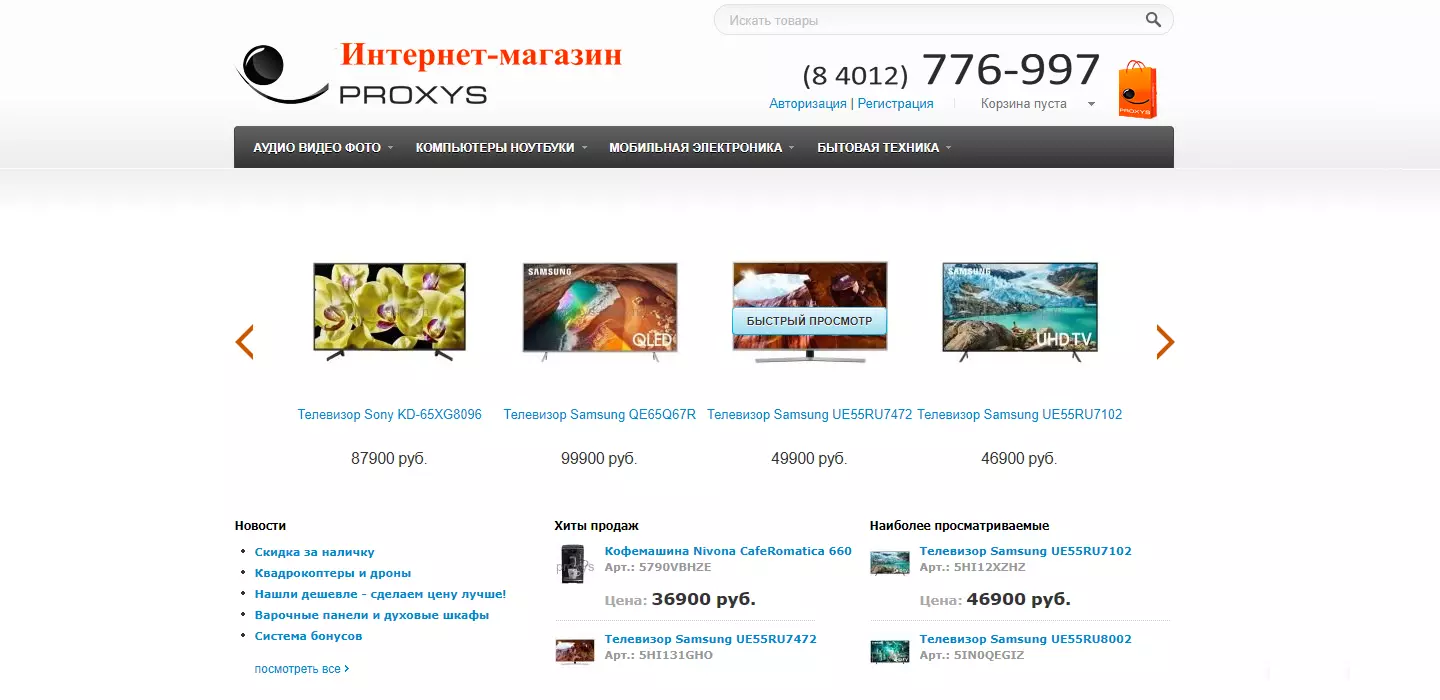 Искать товары
Интернет-магазин
PROXYS
(8 4012) 776-997
Авторизация | Регистрация
Корзина пуста
PROXYS
АУДИО ВИДЕО ФОТО КОМПЬЮТЕРЫ НОУТБУКИ МОБИЛЬНАЯ ЭЛЕКТРОНИКА БЫТОВАЯ ТЕХНИКА
SAMSUNG
QLED
БЫСТРЫЙ ПРОСМОТР
SAMSUNG
UHD TV
Телевизор Sony KD-65XG8096
Телевизор Samsung QE65Q67R
Телевизор Samsung UE55RU7472
Телевизор Samsung UE55RU7102
87900 руб.
99900 руб.
49900 руб.
46900 руб.
Новости
Скидка за наличку
Квадрокоптеры и дроны
Нашли дешевле - сделаем цену лучше!
Варочные панели и духовые шкафы
Система бонусов
посмотреть все
Хиты продаж
proxys
Кофемашина Nivona CafeRomatica 660
Арт.: 5790VBHZE
Цена: 36900 руб.
Телевизор Samsung UE55RU7472
Арт.: 5HI131GHO
Наиболее просматриваемые
Телевизор Samsung UE55RU7102
Арт.: 5HI12XZHZ
Цена: 46900 руб.
Телевизор Samsung UE55RU8002
Арт.: 5IN0QEGIZ